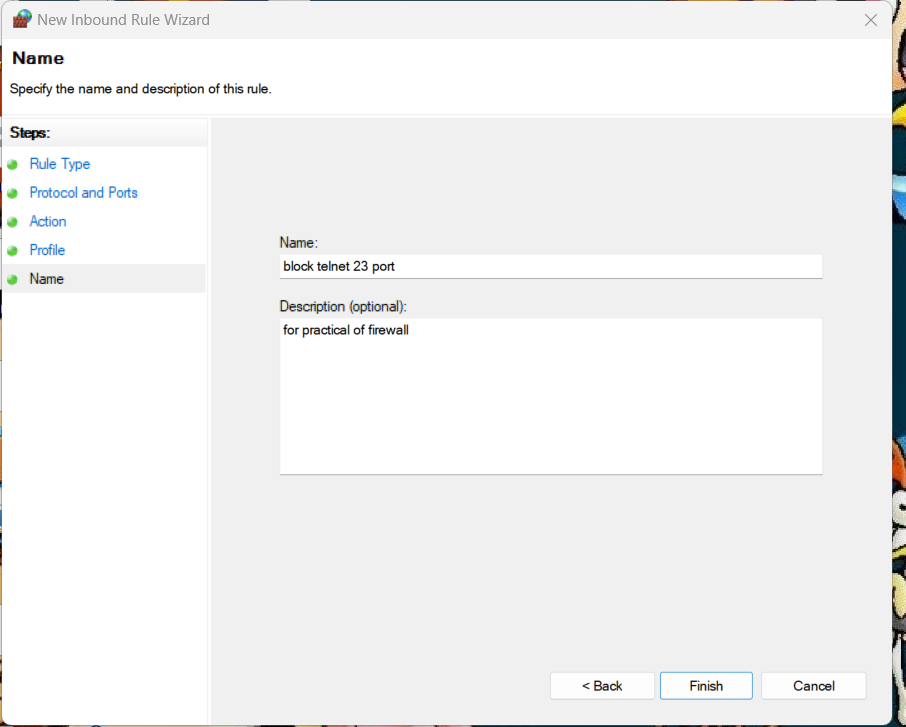 New Inbound Rule Wizard
Name
Specify the name and description of this rule.
Steps:
Rule Type
Protocol and Ports
Action
Profile
Name
Name:
block telnet 23 port
Description (optional):
for practical of firewall
< Back
Finish
Cancel